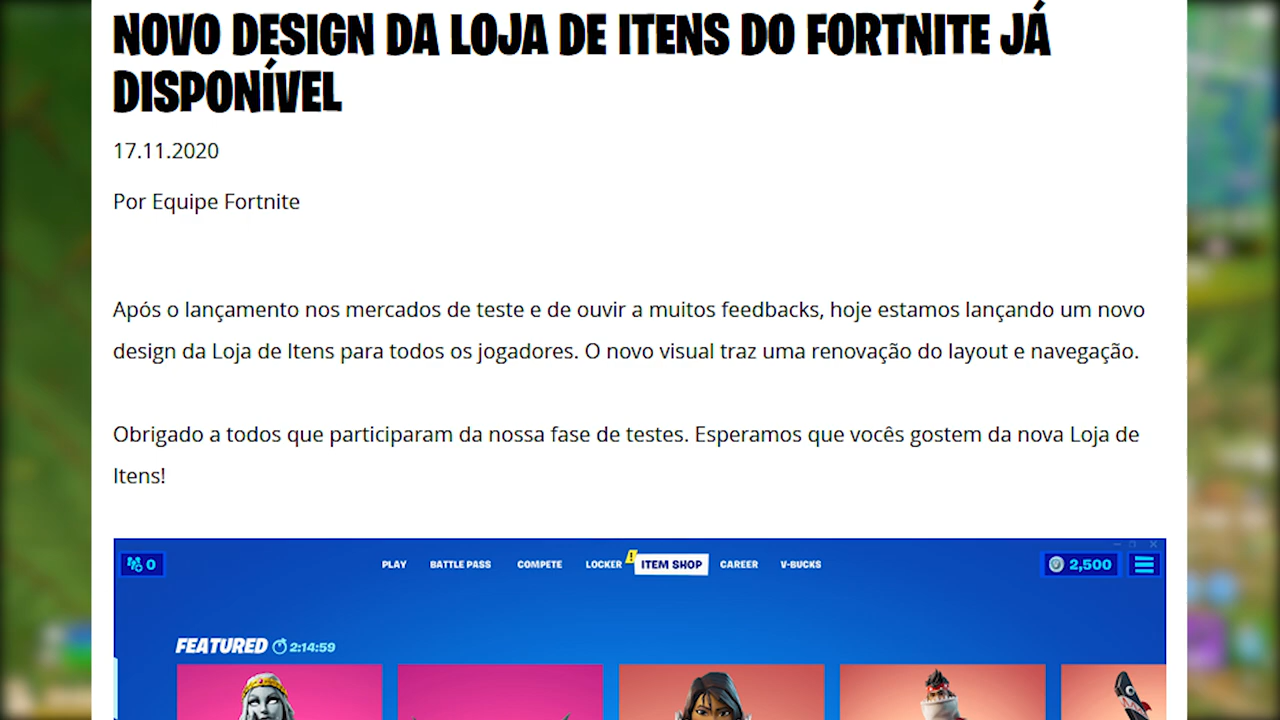 NOVO DESIGN DA LOJA DE ITENS DO FORTNITE JÁ
DISPONÍVEL
17.11.2020
Por Equipe Fortnite
Após o lançamento nos mercados de teste e de ouvir a muitos feedbacks, hoje estamos lançando um novo
design da Loja de Itens para todos os jogadores. O novo visual traz uma renovação do layout e navegação.
Obrigado a todos que participaram da nossa fase de testes. Esperamos que vocês gostem da nova Loja de
Itens!
0 PLAY BATTLE PASS COMPETE LOCKER ! ITEM SHOP CAREER V-BUCKS 2,500
FEATURED 2:14:59